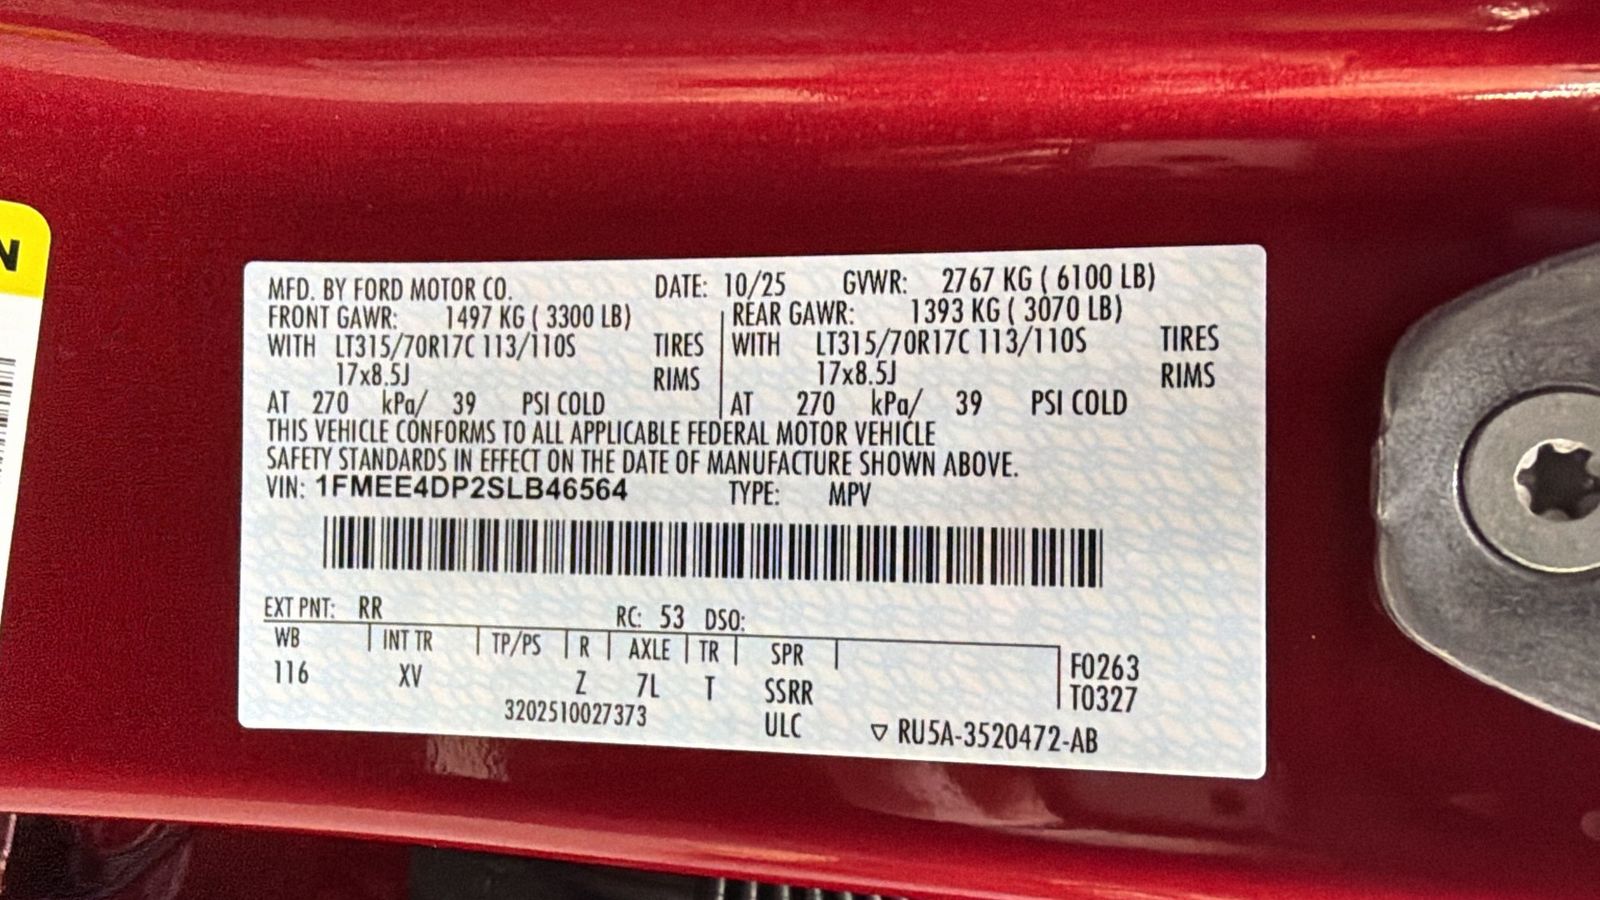 N
MFD. BY FORD MOTOR CO. DATE: 10/25 GVWR: 2767 KG ( 6100 LB)
FRONT GAWR: 1497 KG ( 3300 LB) REAR GAWR: 1393 KG ( 3070 LB)
WITH LT315/70R17C 113/110S TIRES WITH LT315/70R17C 113/110S TIRES
17x8.5J RIMS 17x8.5J RIMS
AT 270 kPa/ 39 PSI COLD AT 270 kPa/ 39 PSI COLD
THIS VEHICLE CONFORMS TO ALL APPLICABLE FEDERAL MOTOR VEHICLE
SAFETY STANDARDS IN EFFECT ON THE DATE OF MANUFACTURE SHOWN ABOVE.
VIN: 1FMEE4DP2SLB46564 TYPE: MPV
EXT PNT: RR RC: 53 DSO:
WB INT TR TP/PS R AXLE TR SPR F0263
116 XV Z 7L T SSRR T0327
3202510027373 ULC ▽ RU5A-3520472-AB